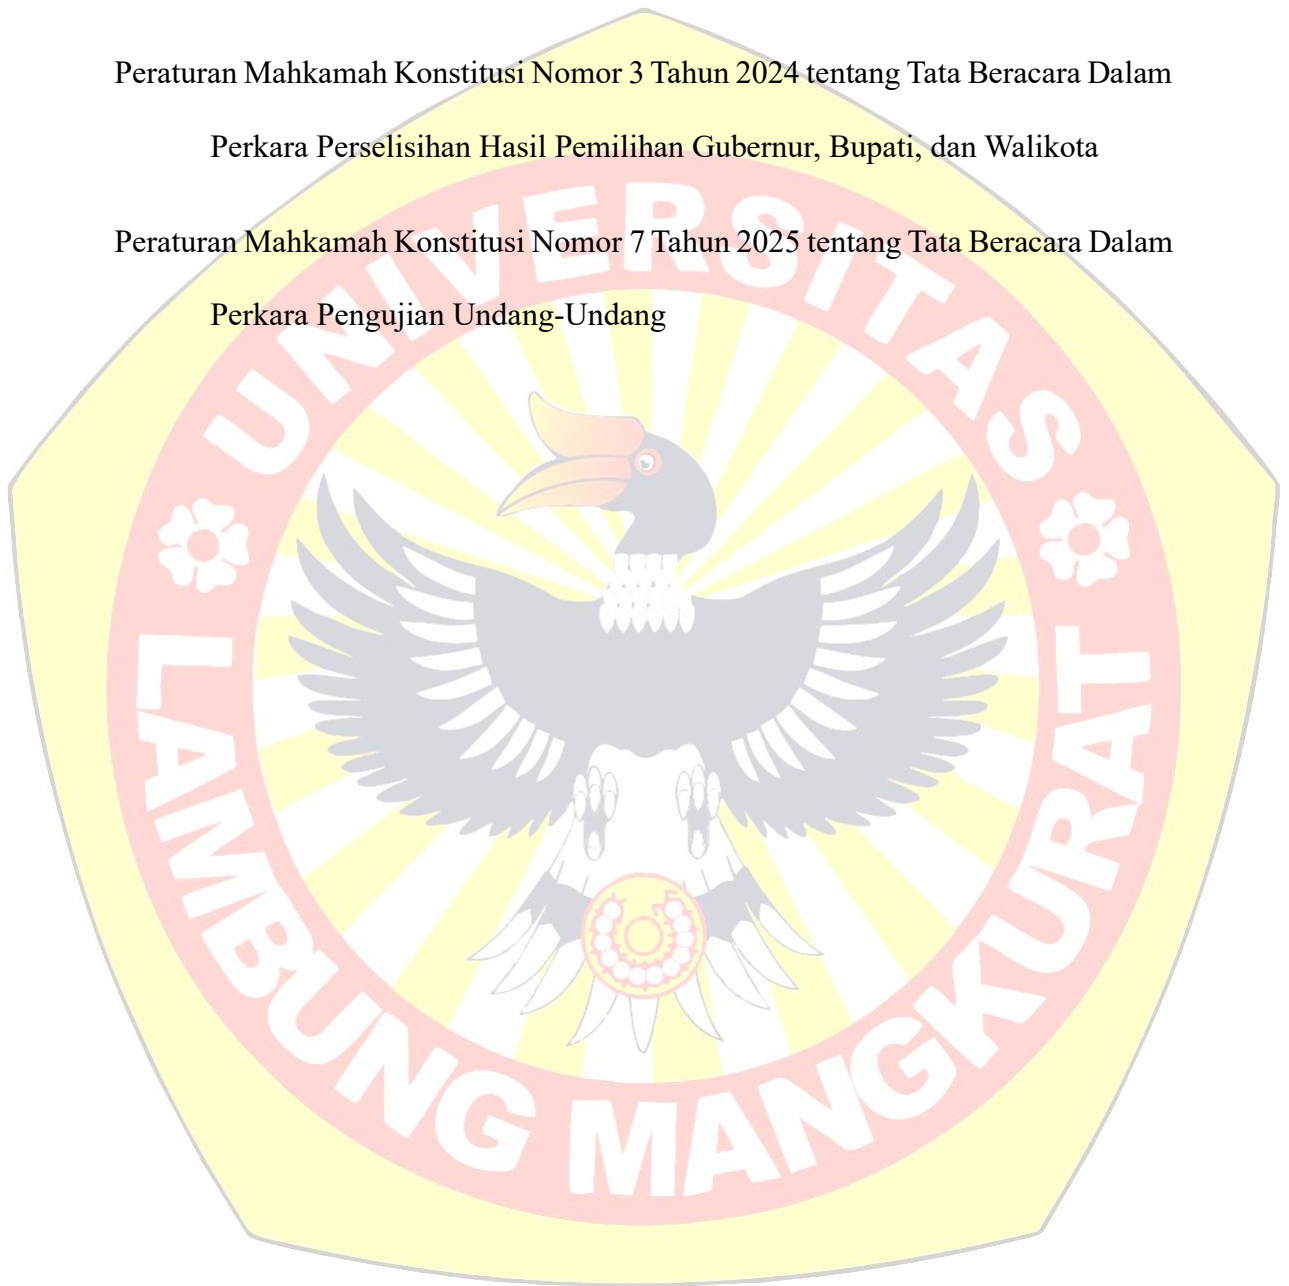 Peraturan Mahkamah Konstitusi Nomor 3 Tahun 2024 tentang Tata Beracara Dalam
Perkara Perselisihan Hasil Pemilihan Gubernur, Bupati, dan Walikota
Peraturan Mahkamah Konstitusi Nomor 7 Tahun 2025 tentang Tata Beracara Dalam
Perkara Pengujian Undang-Undang
UNIVERSITAS
LAMBUNG MANGKURAT